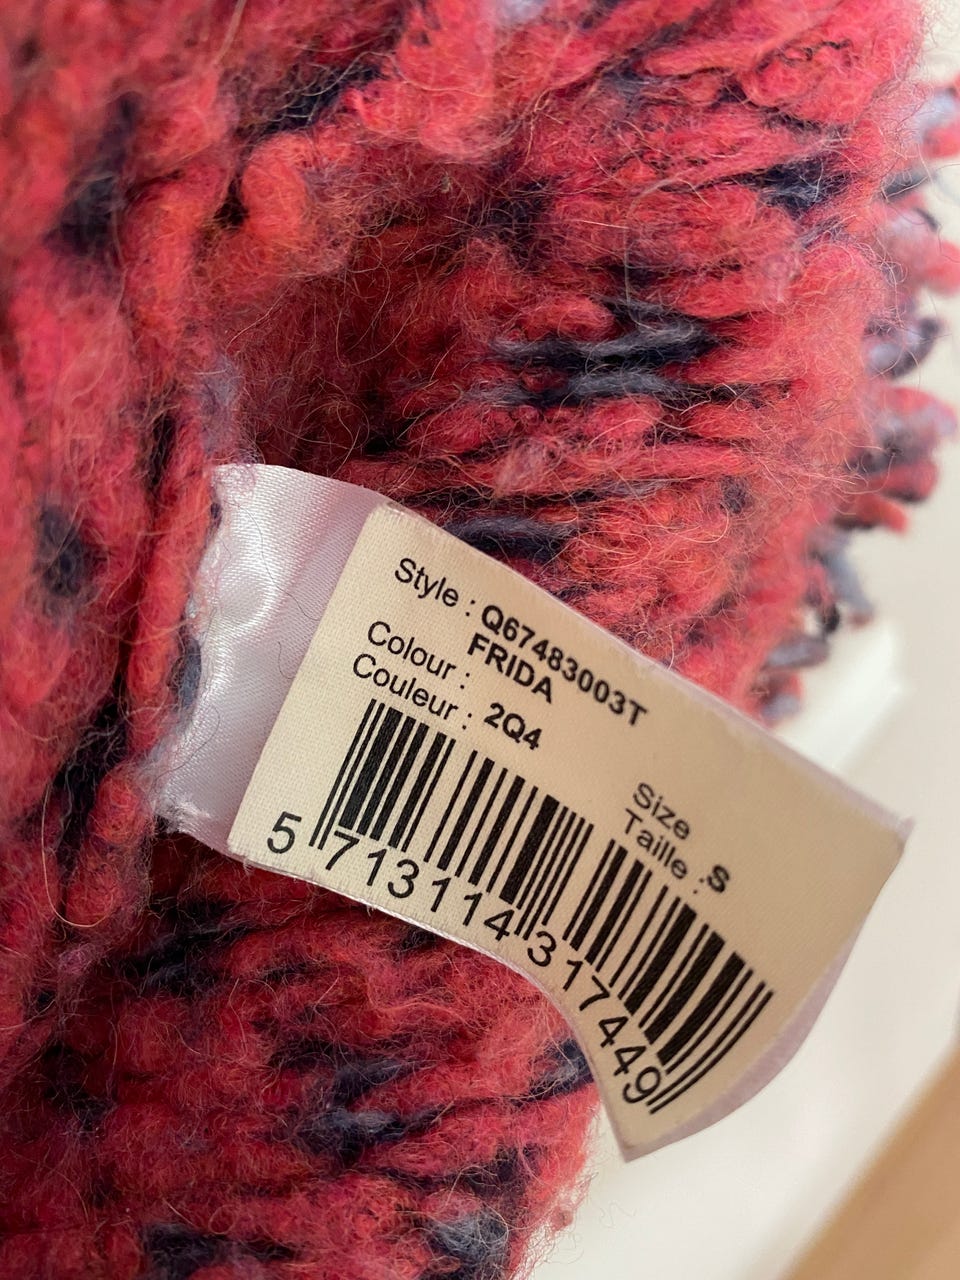 Style : Q67483003T
FRIDA
Colour :
Couleur : 2Q4
Size
Taille : S
5 713114 317449